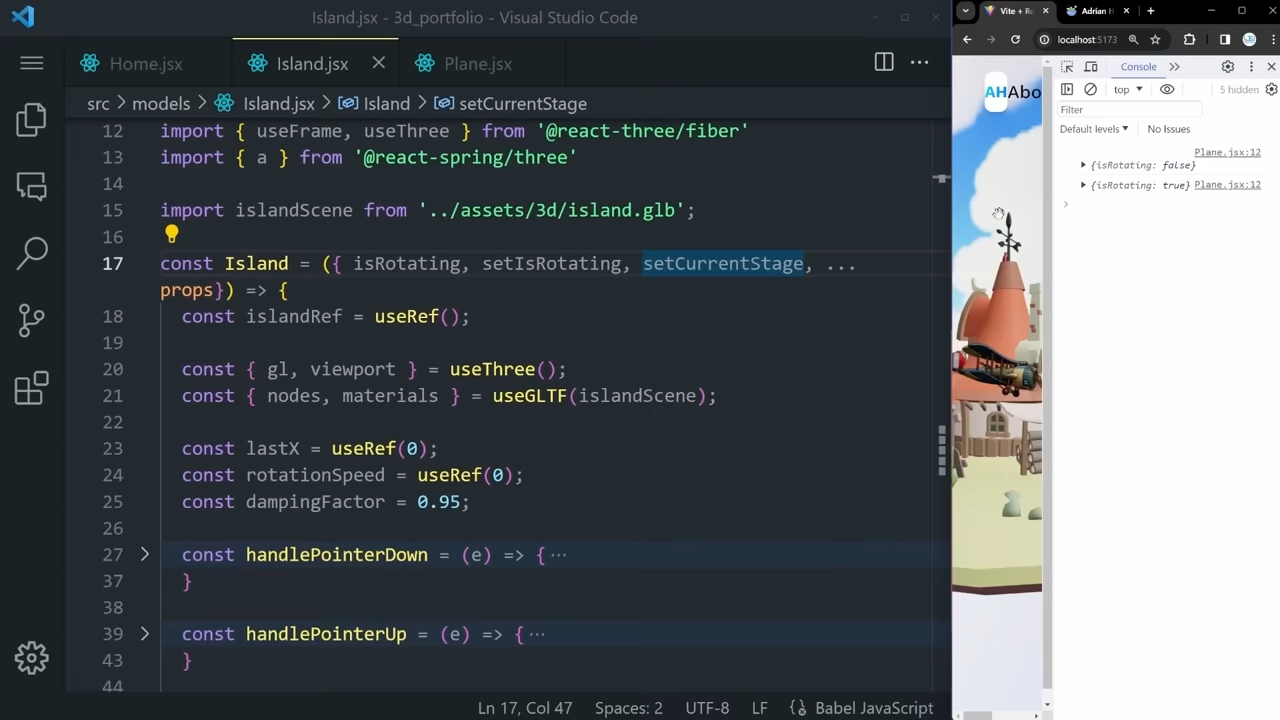 Island.jsx - 3d_portfolio - Visual Studio Code
Home.jsx
Island.jsx
Plane.jsx
src > models > Island.jsx > Island > setCurrentStage
12 import { useFrame, useThree } from '@react-three/fiber'
13 import { a } from '@react-spring/three'
14
15 import islandScene from '../assets/3d/island.glb';
16
17 const Island = ({ isRotating, setIsRotating, setCurrentStage, ...
props}) => {
18 const islandRef = useRef();
19
20 const { gl, viewport } = useThree();
21 const { nodes, materials } = useGLTF(islandScene);
22
23 const lastX = useRef(0);
24 const rotationSpeed = useRef(0);
25 const dampingFactor = 0.95;
26
27 const handlePointerDown = (e) => {⋯
37 }
38
39 const handlePointerUp = (e) => {⋯
43 }
44
Ln 17, Col 47 Spaces: 2 UTF-8 LF Babel JavaScript
Vite + Re
Adrian H
localhost:5173
AH Abo
Console
top
5 hidden
Filter
Default levels
No Issues
Plane.jsx:12
{isRotating: false}
{isRotating: true} Plane.jsx:12